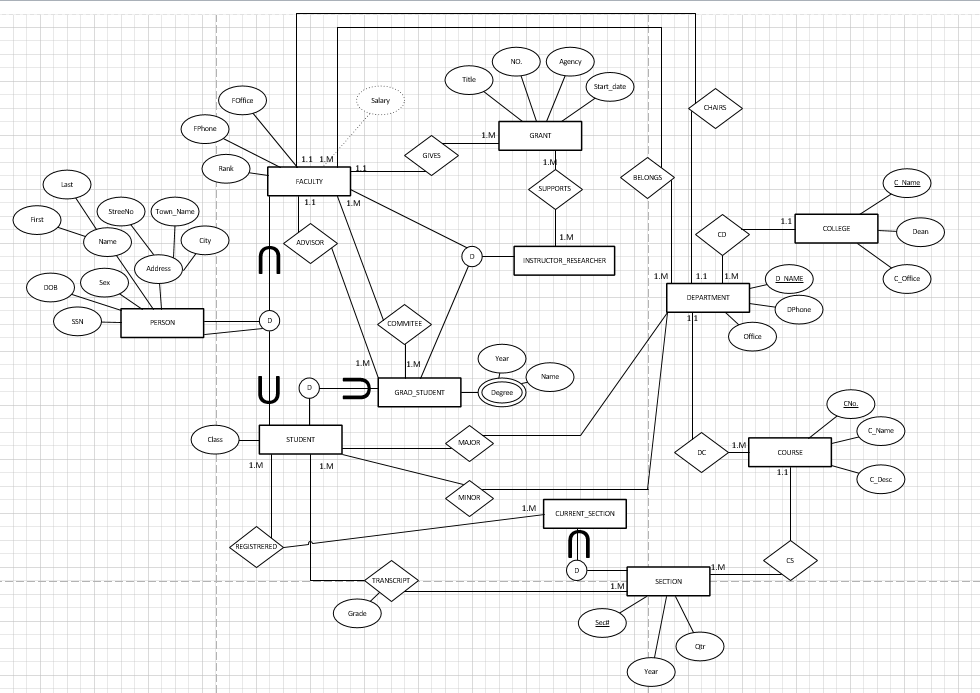 NO.
Agency
Title
Start_date
FOffice
Salary
CHAIRS
FPhone
1.M
GRANT
GIVES
1.1
1.M
1.M
Rank
1.1
BELONGS
FACULTY
C_Name
Last
SUPPORTS
1.1
1.M
StreeNo
Town_Name
First
1.1
COLLEGE
Dean
Name
City
ADVISOR
1.M
CD
D
INSTRUCTOR_RESEARCHER
Address
1.M
1.1
1.M
D_NAME
C_Office
Sex
DOB
DEPARTMENT
DPhone
SSN
PERSON
D
COMMITEE
1.1
Office
Year
1.M
1.M
Name
D
GRAD_STUDENT
Degree
CNo.
C_Name
Class
STUDENT
MAJOR
1.M
DC
COURSE
1.M
1.M
1.1
C_Desc
MINOR
1.M
CURRENT_SECTION
REGISTRERED
CS
D
1.M
TRANSCRIPT
1.M
SECTION
Grade
Sec#
Qtr
Year